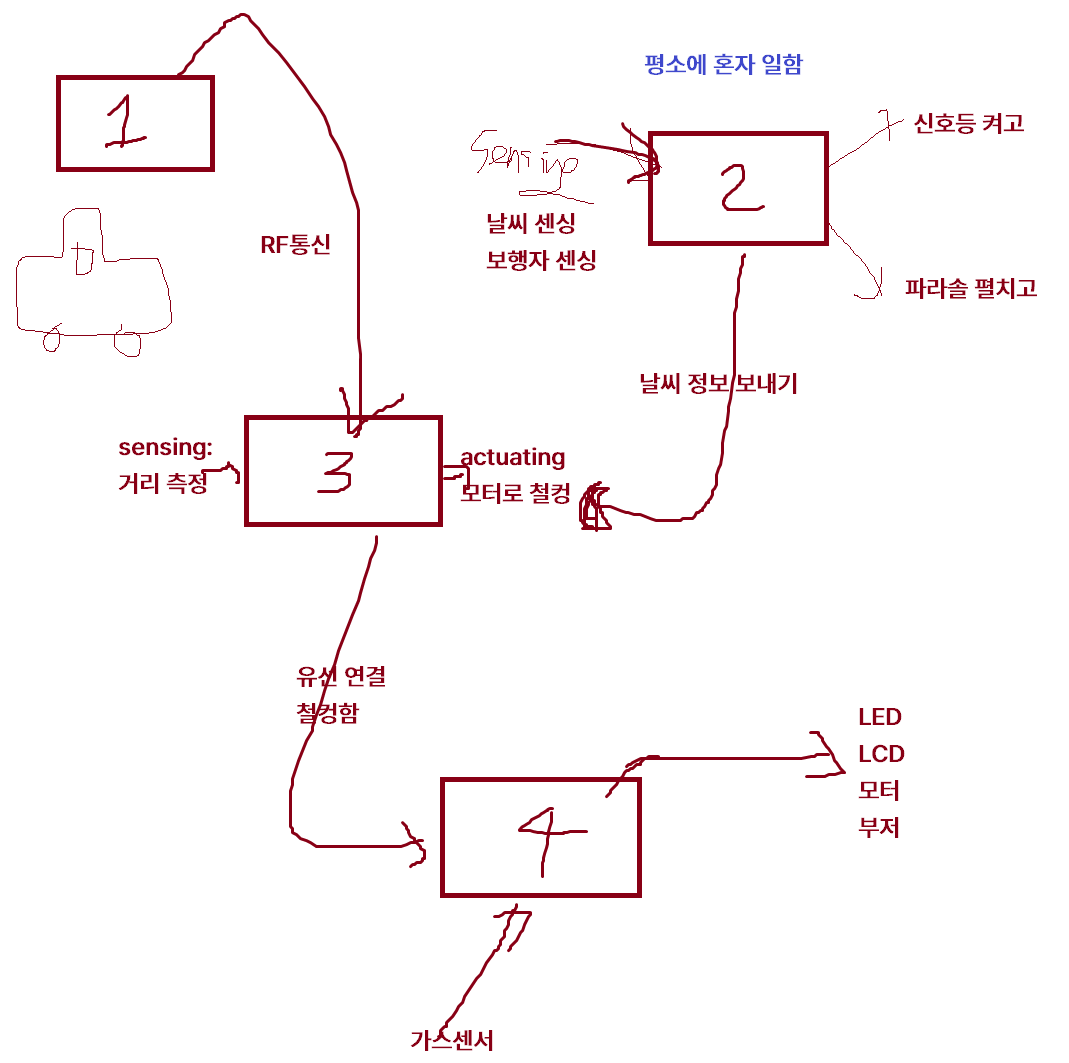 1
평소에 혼자 일함
Sensing
날씨 센싱
보행자 센싱
2
신호등 켜고
파라솔 펼치고
RF통신
날씨 정보 보내기
sensing:
거리 측정
3
actuating
모터로 철컹
유선 연결
철컹함
4
LED
LCD
모터
부저
가스센서